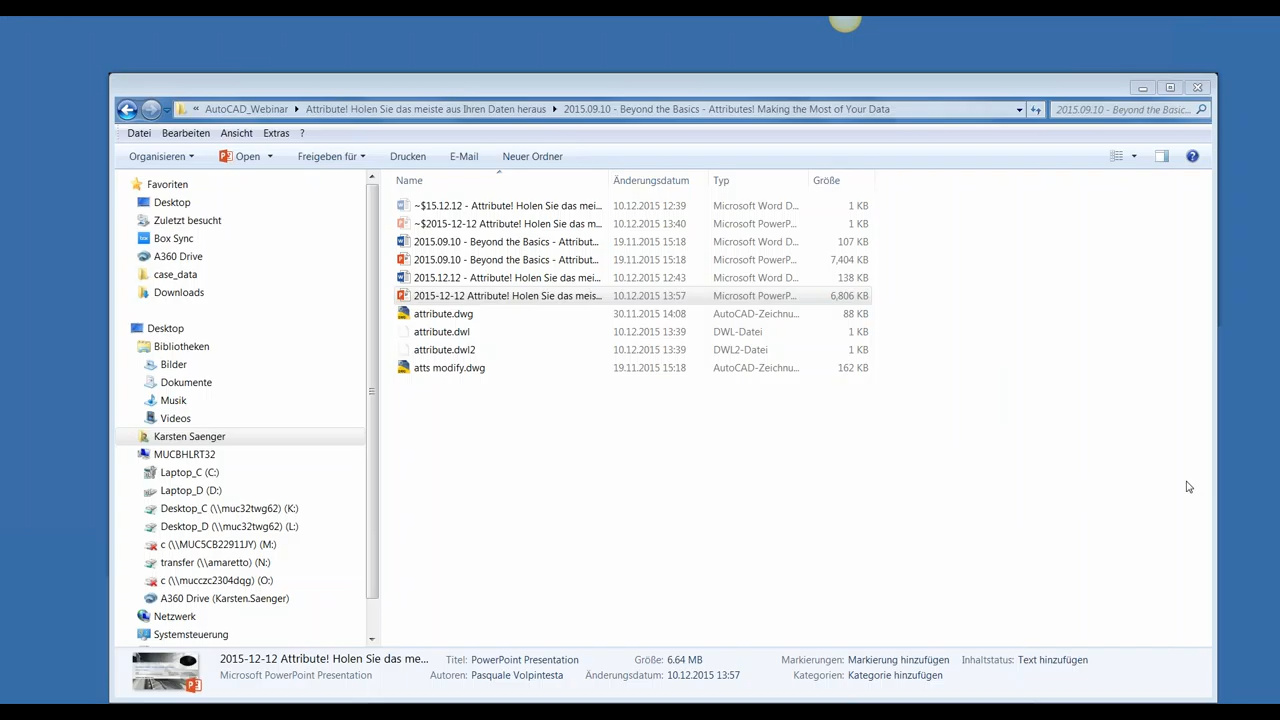 « AutoCAD_Webinar ▸ Attribute! Holen Sie das meiste aus Ihren Daten heraus ▸ 2015.09.10 - Beyond the Basics - Attributes! Making the Most of Your Data
2015.09.10 - Beyond the Basic...
Datei Bearbeiten Ansicht Extras ?
Organisieren Open Freigeben für Drucken E-Mail Neuer Ordner
Name Änderungsdatum Typ Größe
~$15.12.12 - Attribute! Holen Sie das mei... 10.12.2015 12:39 Microsoft Word D... 1 KB
~$2015-12-12 Attribute! Holen Sie das m... 10.12.2015 13:40 Microsoft PowerP... 1 KB
2015.09.10 - Beyond the Basics - Attribut... 19.11.2015 15:18 Microsoft Word D... 107 KB
2015.09.10 - Beyond the Basics - Attribut... 19.11.2015 15:18 Microsoft PowerP... 7,404 KB
2015.12.12 - Attribute! Holen Sie das mei... 10.12.2015 12:43 Microsoft Word D... 138 KB
2015-12-12 Attribute! Holen Sie das meis... 10.12.2015 13:57 Microsoft PowerP... 6,806 KB
attribute.dwg 30.11.2015 14:08 AutoCAD-Zeichnu... 88 KB
attribute.dwl 10.12.2015 13:39 DWL-Datei 1 KB
attribute.dwl2 10.12.2015 13:39 DWL2-Datei 1 KB
atts modify.dwg 19.11.2015 15:18 AutoCAD-Zeichnu... 162 KB
Favoriten
Desktop
Zuletzt besucht
Box Sync
A360 Drive
case_data
Downloads
Desktop
Bibliotheken
Bilder
Dokumente
Musik
Videos
Karsten Saenger
MUCBHLRT32
Laptop_C (C:)
Laptop_D (D:)
Desktop_C (\\muc32twg62) (K:)
Desktop_D (\\muc32twg62) (L:)
c (\\MUC5CB22911JY) (M:)
transfer (\\amaretto) (N:)
c (\\mucczc2304dqg) (O:)
A360 Drive (Karsten.Saenger)
Netzwerk
Systemsteuerung
2015-12-12 Attribute! Holen Sie das me... Titel: PowerPoint Presentation Größe: 6.64 MB Markierungen: Markierung hinzufügen Inhaltstatus: Text hinzufügen
Microsoft PowerPoint Presentation Autoren: Pasquale Volpintesta Änderungsdatum: 10.12.2015 13:57 Kategorien: Kategorie hinzufügen